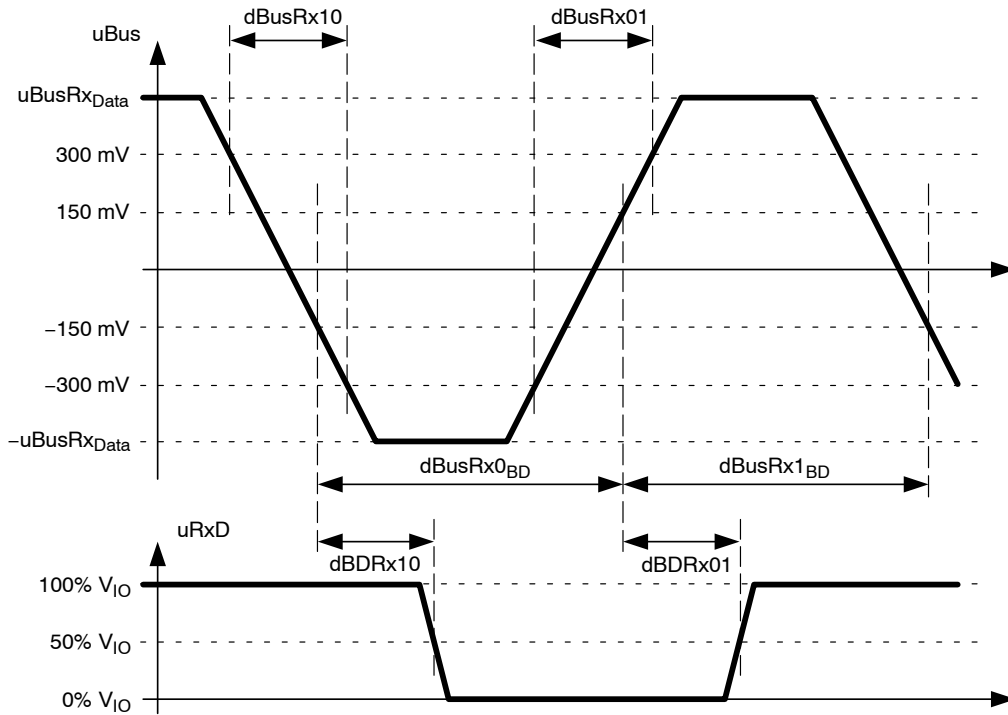 dBusRx10 dBusRx01
uBus
uBusRxData
300 mV
150 mV
−150 mV
−300 mV
−uBusRxData
dBusRx0BD dBusRx1BD
uRxD
dBDRx10 dBDRx01
100% VIO
50% VIO
0% VIO